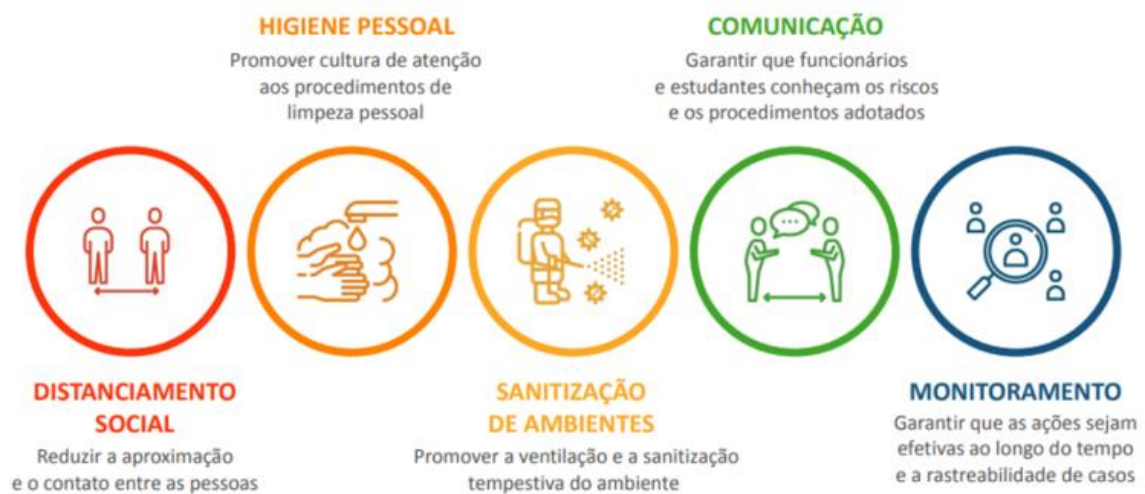 HIGIENE PESSOAL
Promover cultura de atenção
aos procedimentos de
limpeza pessoal
COMUNICAÇÃO
Garantir que funcionários
e estudantes conheçam os riscos
e os procedimentos adotados
DISTANCIAMENTO
SOCIAL
Reduzir a aproximação
e o contato entre as pessoas
SANITIZAÇÃO
DE AMBIENTES
Promover a ventilação e a sanitização
tempestiva do ambiente
MONITORAMENTO
Garantir que as ações sejam
efetivas ao longo do tempo
e a rastreabilidade de casos